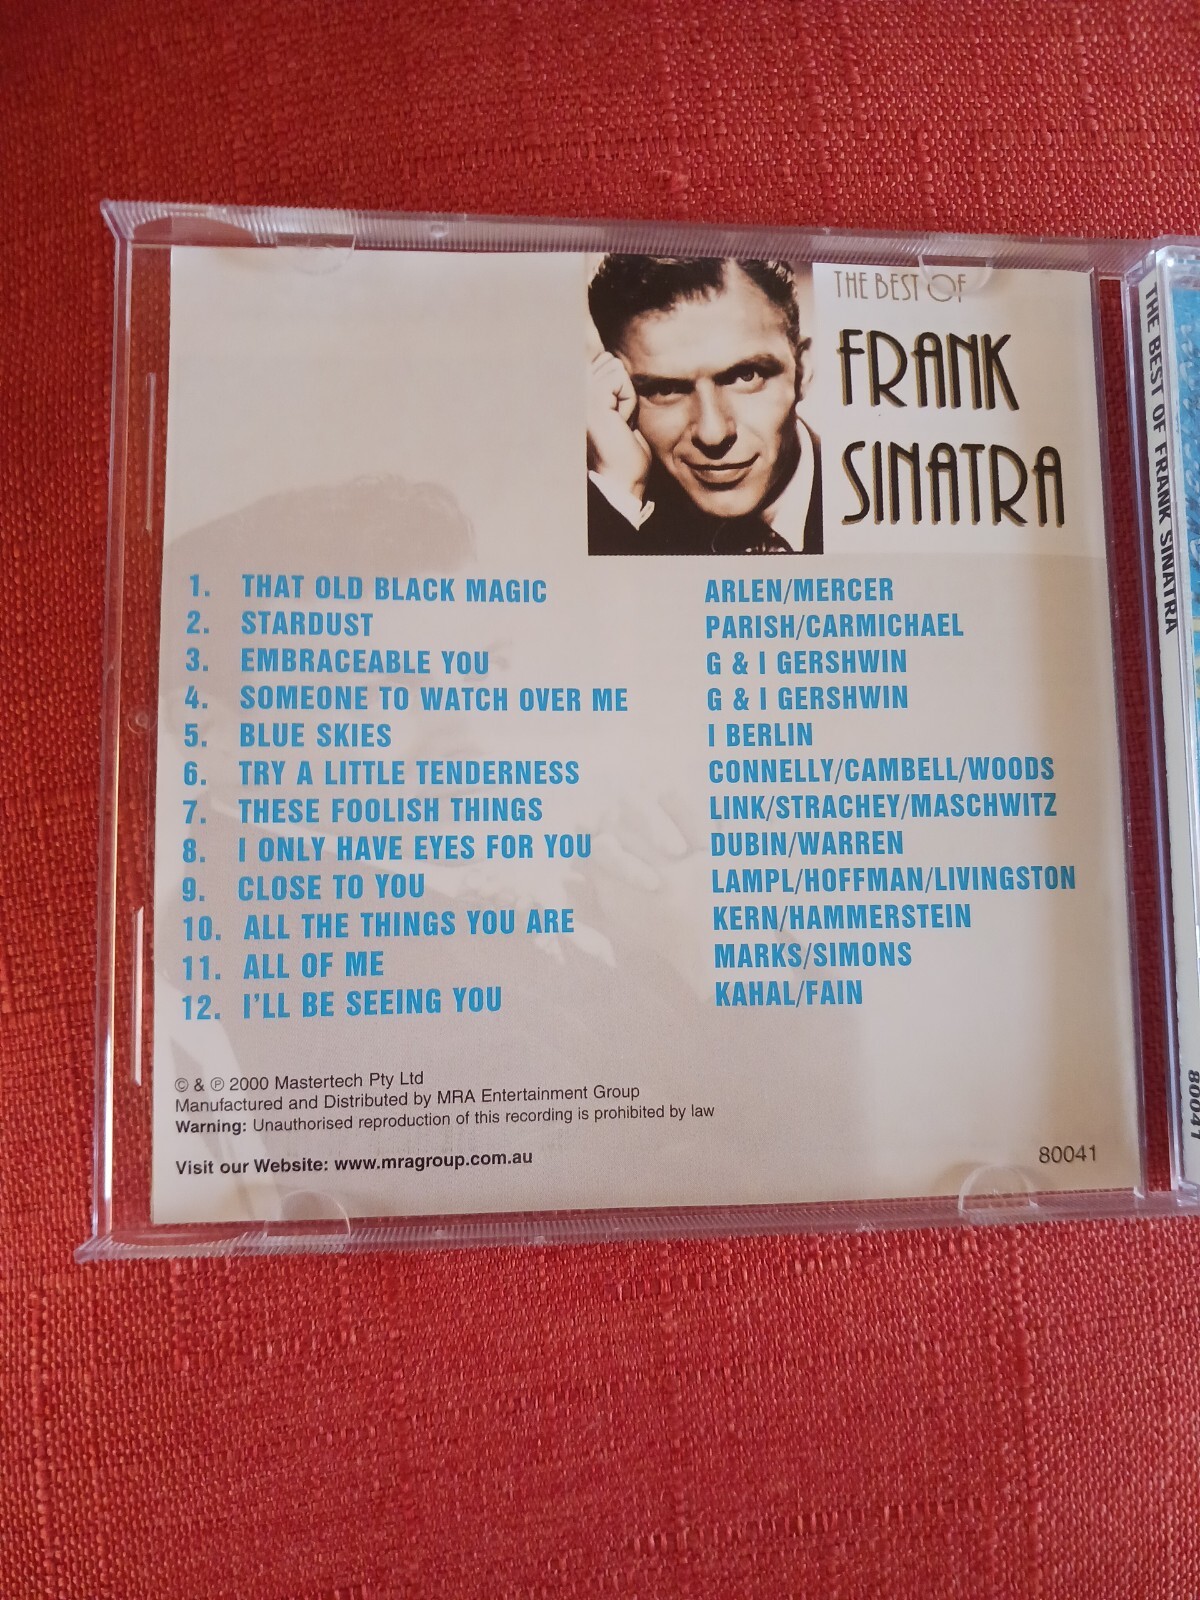 THE BEST OF
FRANK
SINATRA
1. THAT OLD BLACK MAGIC ARLEN/MERCER
2. STARDUST PARISH/CARMICHAEL
3. EMBRACEABLE YOU G & I GERSHWIN
4. SOMEONE TO WATCH OVER ME G & I GERSHWIN
5. BLUE SKIES I BERLIN
6. TRY A LITTLE TENDERNESS CONNELLY/CAMBELL/WOODS
7. THESE FOOLISH THINGS LINK/STRACHEY/MASCHWITZ
8. I ONLY HAVE EYES FOR YOU DUBIN/WARREN
9. CLOSE TO YOU LAMPL/HOFFMAN/LIVINGSTON
10. ALL THE THINGS YOU ARE KERN/HAMMERSTEIN
11. ALL OF ME MARKS/SIMONS
12. I'LL BE SEEING YOU KAHAL/FAIN
© & ℗ 2000 Mastertech Pty Ltd
Manufactured and Distributed by MRA Entertainment Group
Warning: Unauthorised reproduction of this recording is prohibited by law
Visit our Website: www.mragroup.com.au
80041
THE BEST OF FRANK SINATRA
80041